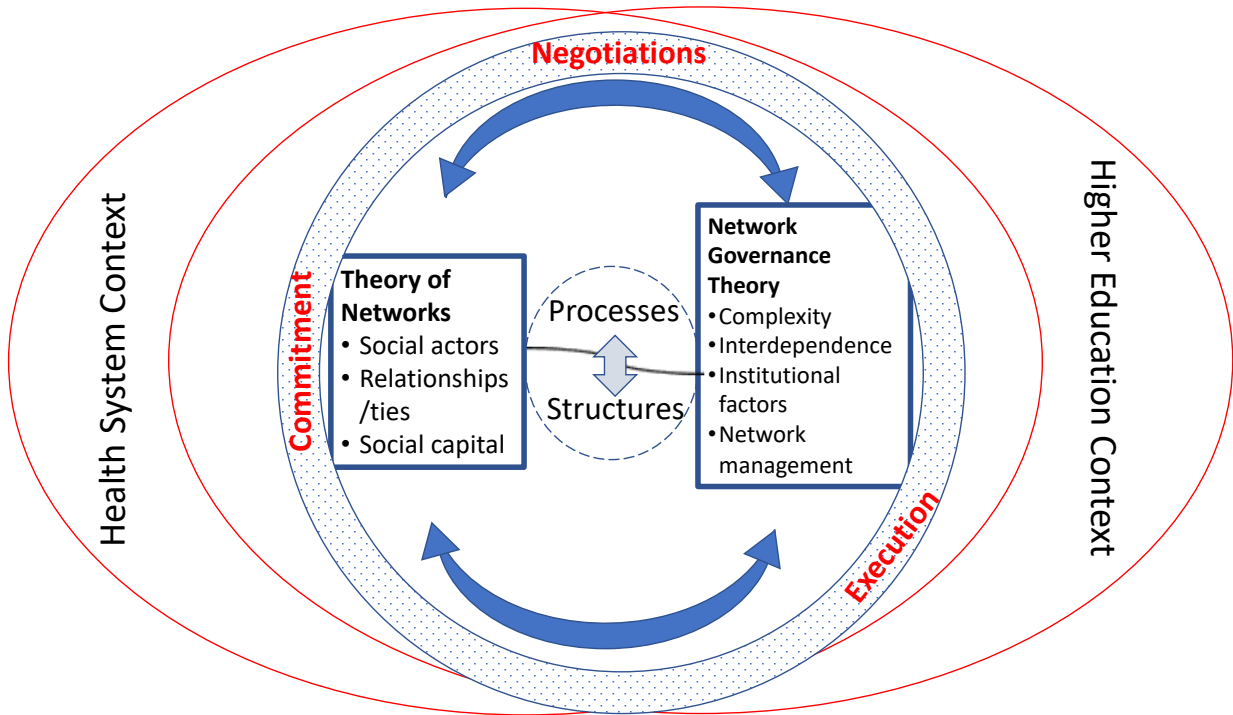 Negotiations
Health System Context
Commitment
Theory of
Networks
• Social actors
• Relationships
/ties
• Social capital
Processes
Structures
Network
Governance
Theory
•Complexity
•Interdependence
•Institutional
factors
•Network
management
Execution
Higher Education Context